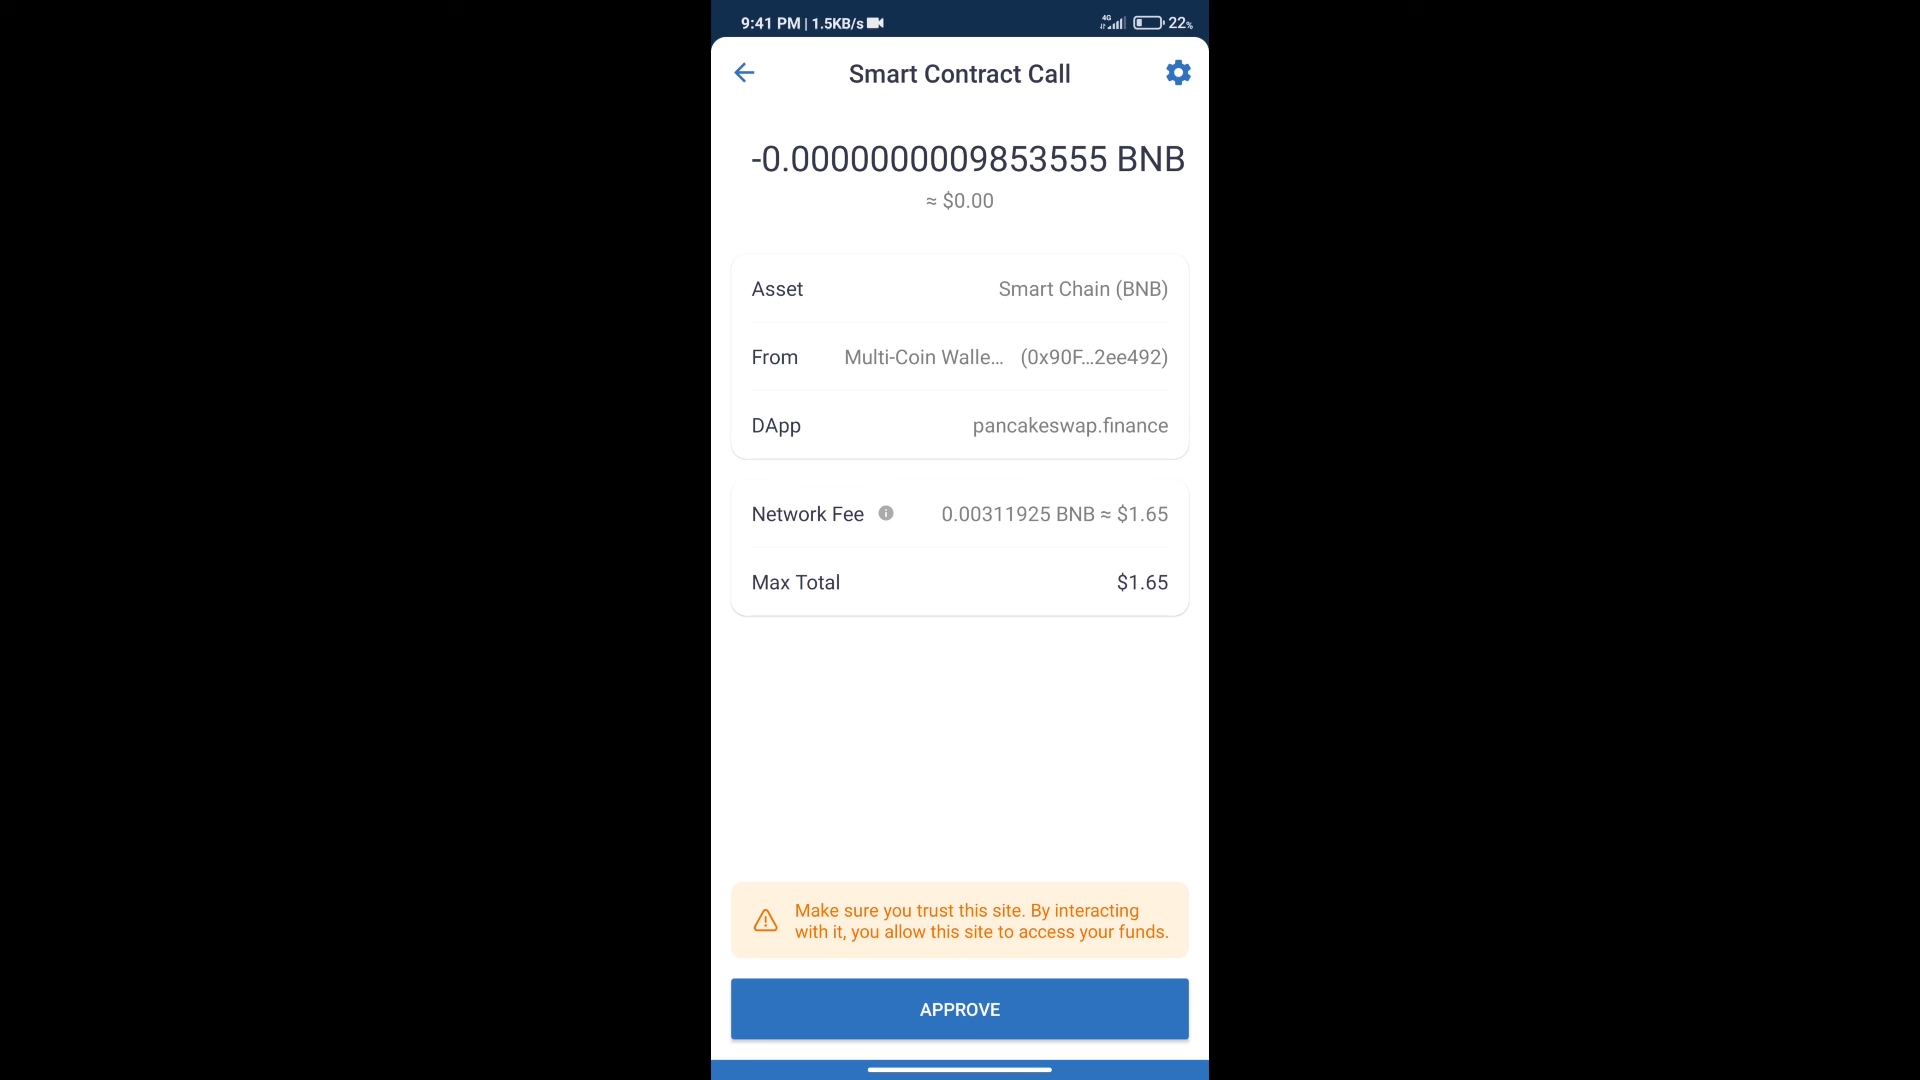 9:41 PM | 1.5KB/s 4G 22%
Smart Contract Call
-0.0000000009853555 BNB
≈ $0.00
Asset Smart Chain (BNB)
From Multi-Coin Walle... (0x90F...2ee492)
DApp pancakeswap.finance
Network Fee 0.00311925 BNB ≈ $1.65
Max Total $1.65
Make sure you trust this site. By interacting
with it, you allow this site to access your funds.
APPROVE